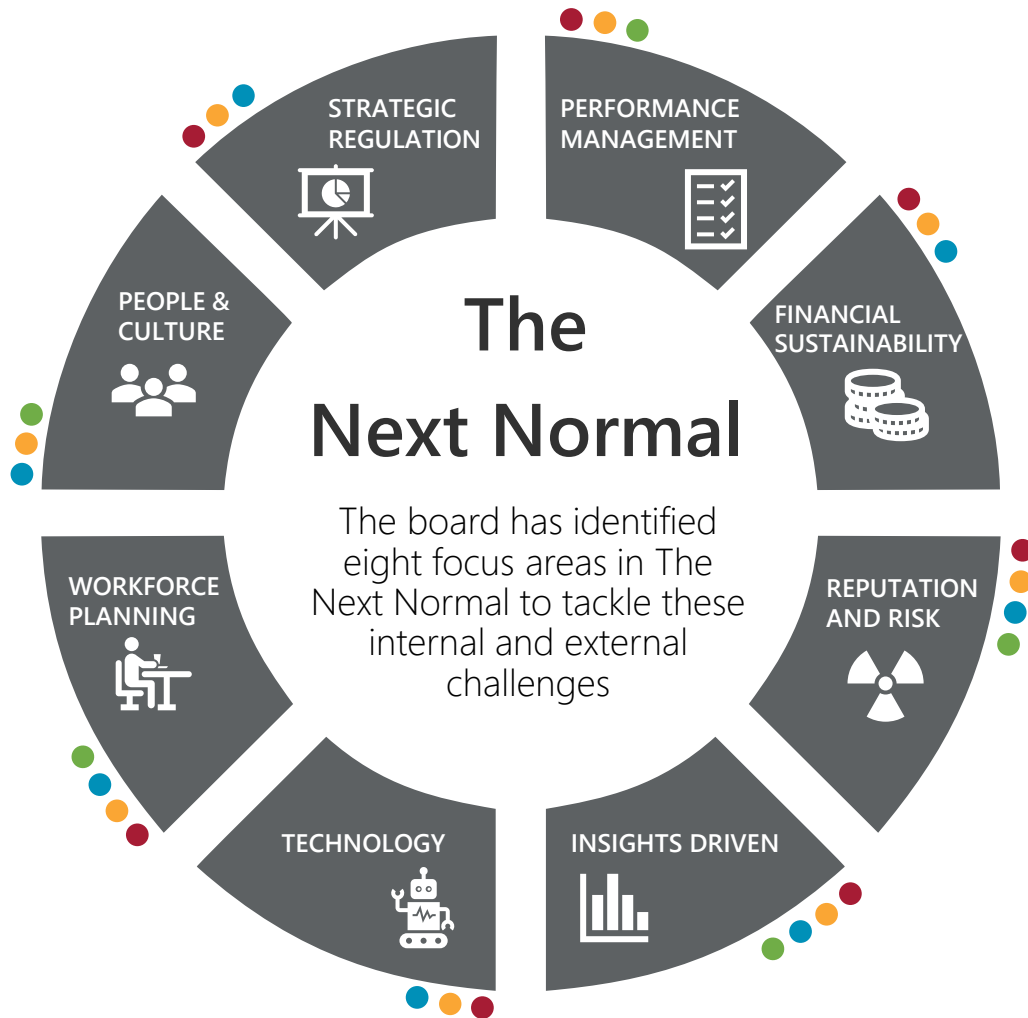 The
Next Normal
The board has identified
eight focus areas in The
Next Normal to tackle these
internal and external
challenges
PERFORMANCE
MANAGEMENT
FINANCIAL
SUSTAINABILITY
REPUTATION
AND RISK
INSIGHTS DRIVEN
TECHNOLOGY
WORKFORCE
PLANNING
PEOPLE &
CULTURE
STRATEGIC
REGULATION